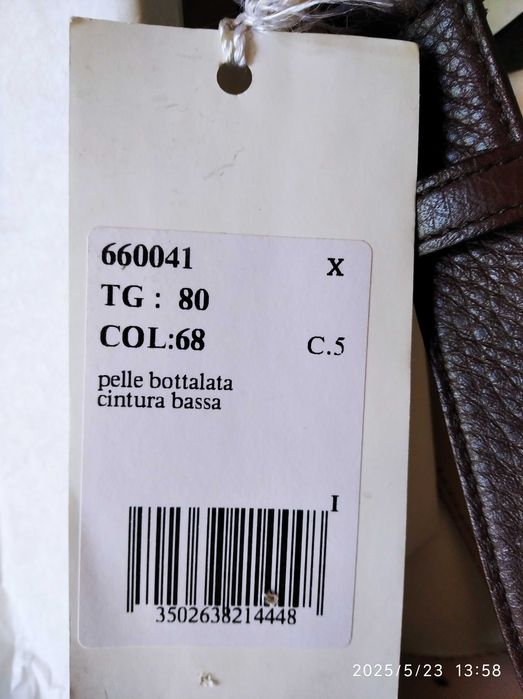 660041
X
TG : 80
COL:68
C.5
pelle bottalata
cintura bassa
I
3502638214448
2025/5/23 13:58